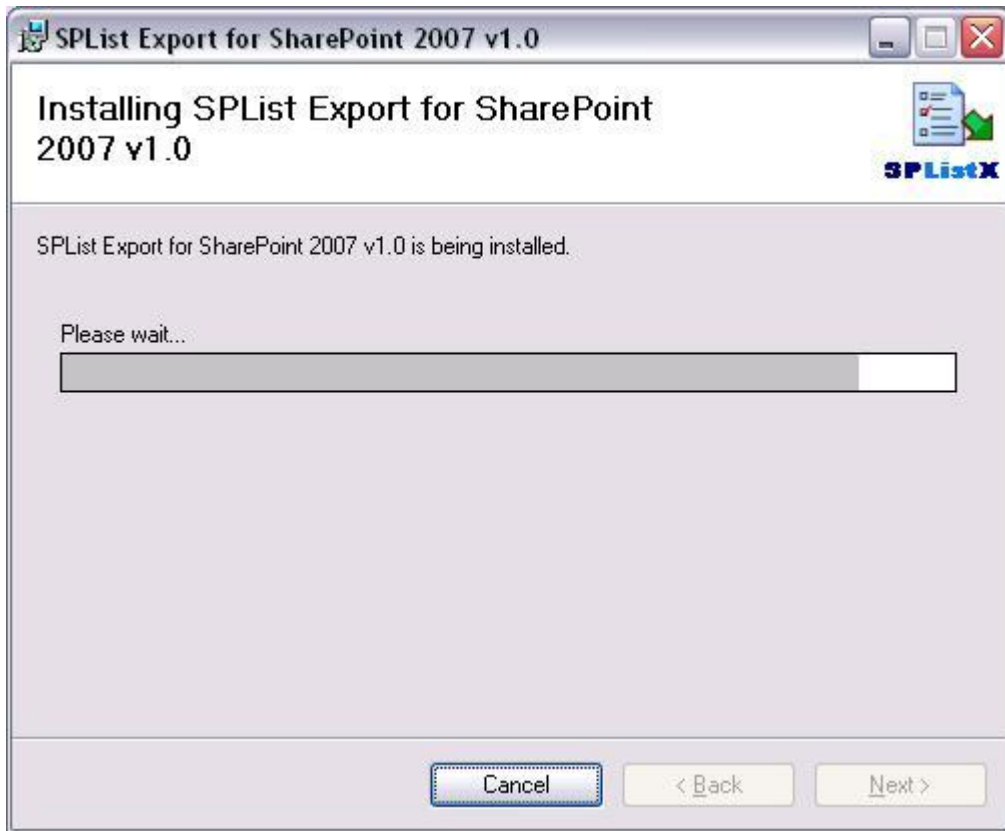 SPList Export for SharePoint 2007 v1.0
Installing SPList Export for SharePoint
2007 v1.0
SPListX
SPList Export for SharePoint 2007 v1.0 is being installed.
Please wait...
Cancel
< Back
Next >